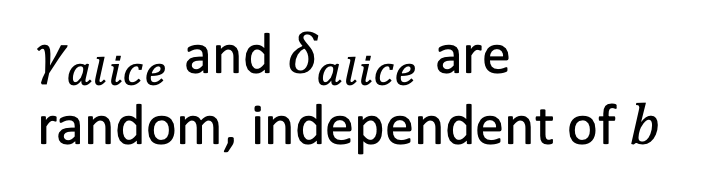 γ_alice and δ_alice are
random, independent of b